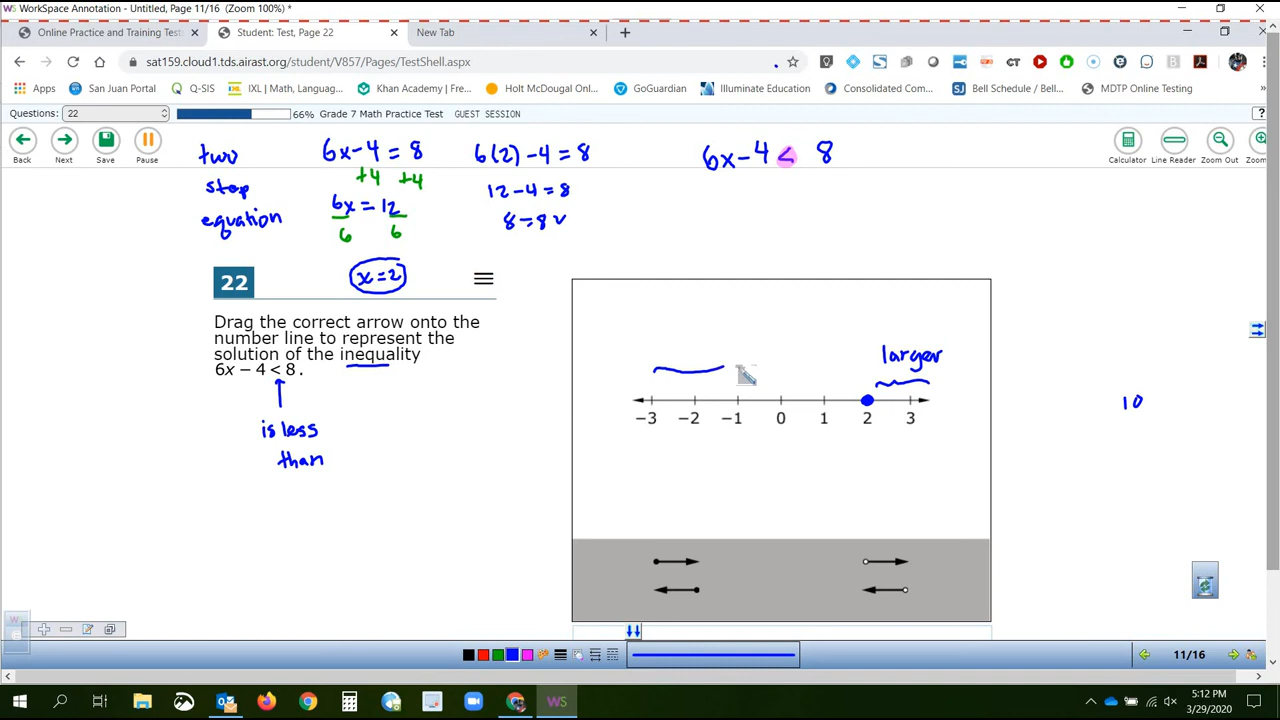 WorkSpace Annotation - Untitled, Page 11/16 (Zoom 100%) *
Online Practice and Training Test
Student: Test, Page 22
New Tab
sat159.cloud1.tds.airast.org/student/V857/Pages/TestShell.aspx
Apps San Juan Portal Q-SIS IXL | Math, Languag... Khan Academy | Fre... Holt McDougal Onl... GoGuardian Illuminate Education Consolidated Comm... Bell Schedule / Bell... MDTP Online Testing
Questions: 22 66% Grade 7 Math Practice Test GUEST SESSION
Back Next Save Pause
Calculator Line Reader Zoom Out Zoom In
two step equation
6x-4 = 8
+4 +4
6x = 12
6 6
x = 2
6(2) -4 = 8
12 -4 = 8
8 = 8 ✓
6x-4 < 8
22
Drag the correct arrow onto the
number line to represent the
solution of the inequality
6x − 4 < 8.
is less
than
larger
−3 −2 −1 0 1 2 3
10
11/16
WS
5:12 PM
3/29/2020